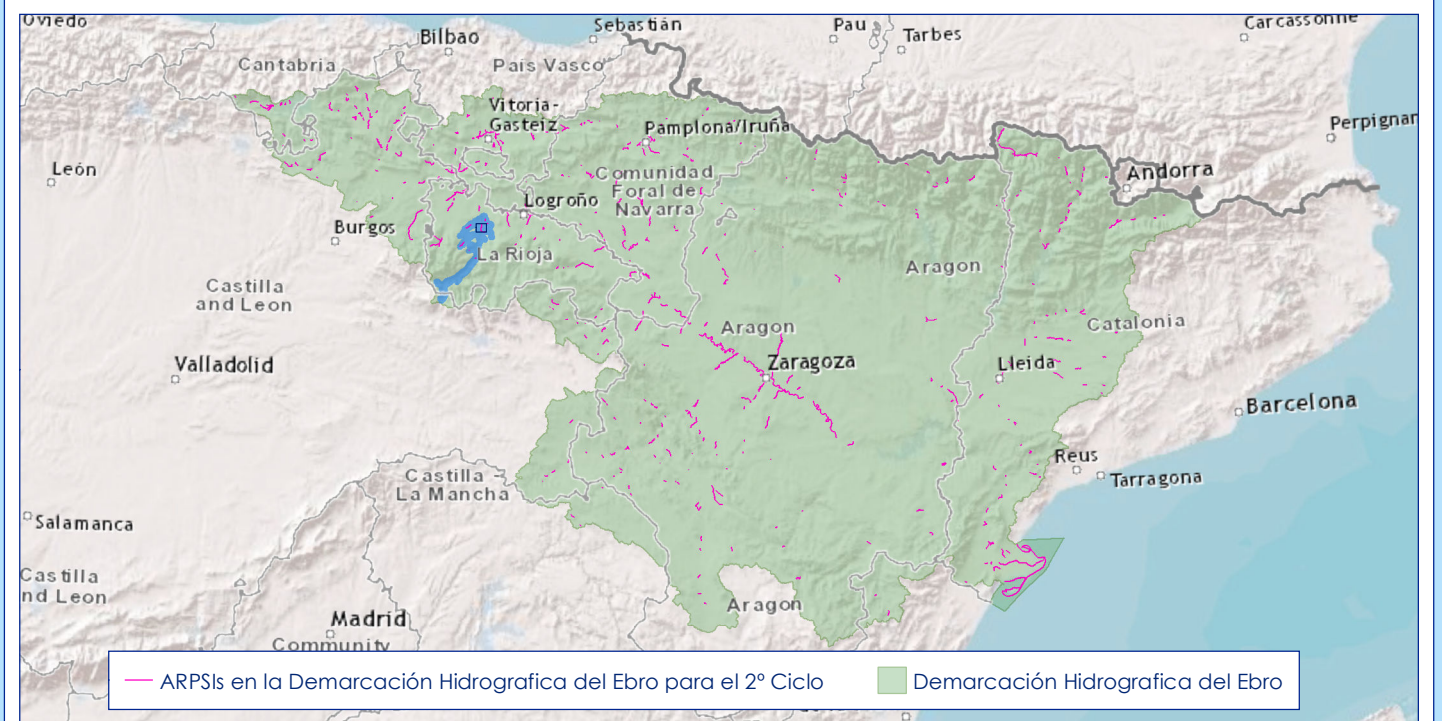 Oviedo
Sebastián
Pau
Carcassonne
Bilbao
Tarbes
Cantabria
País Vasco
Vitoria-
Gasteiz
Pamplona/Iruña
Perpignan
León
Andorra
Comunidad
Foral de
Navarra
Logroño
Burgos
La Rioja
Aragon
Castilla
and Leon
Aragon
Catalonia
Valladolid
Zaragoza
Lleida
Barcelona
Reus
Castilla
La Mancha
Tarragona
Salamanca
Castilla
nd Leon
Aragon
Madrid
Community
ARPSIs en la Demarcación Hidrografica del Ebro para el 2º Ciclo
Demarcación Hidrografica del Ebro